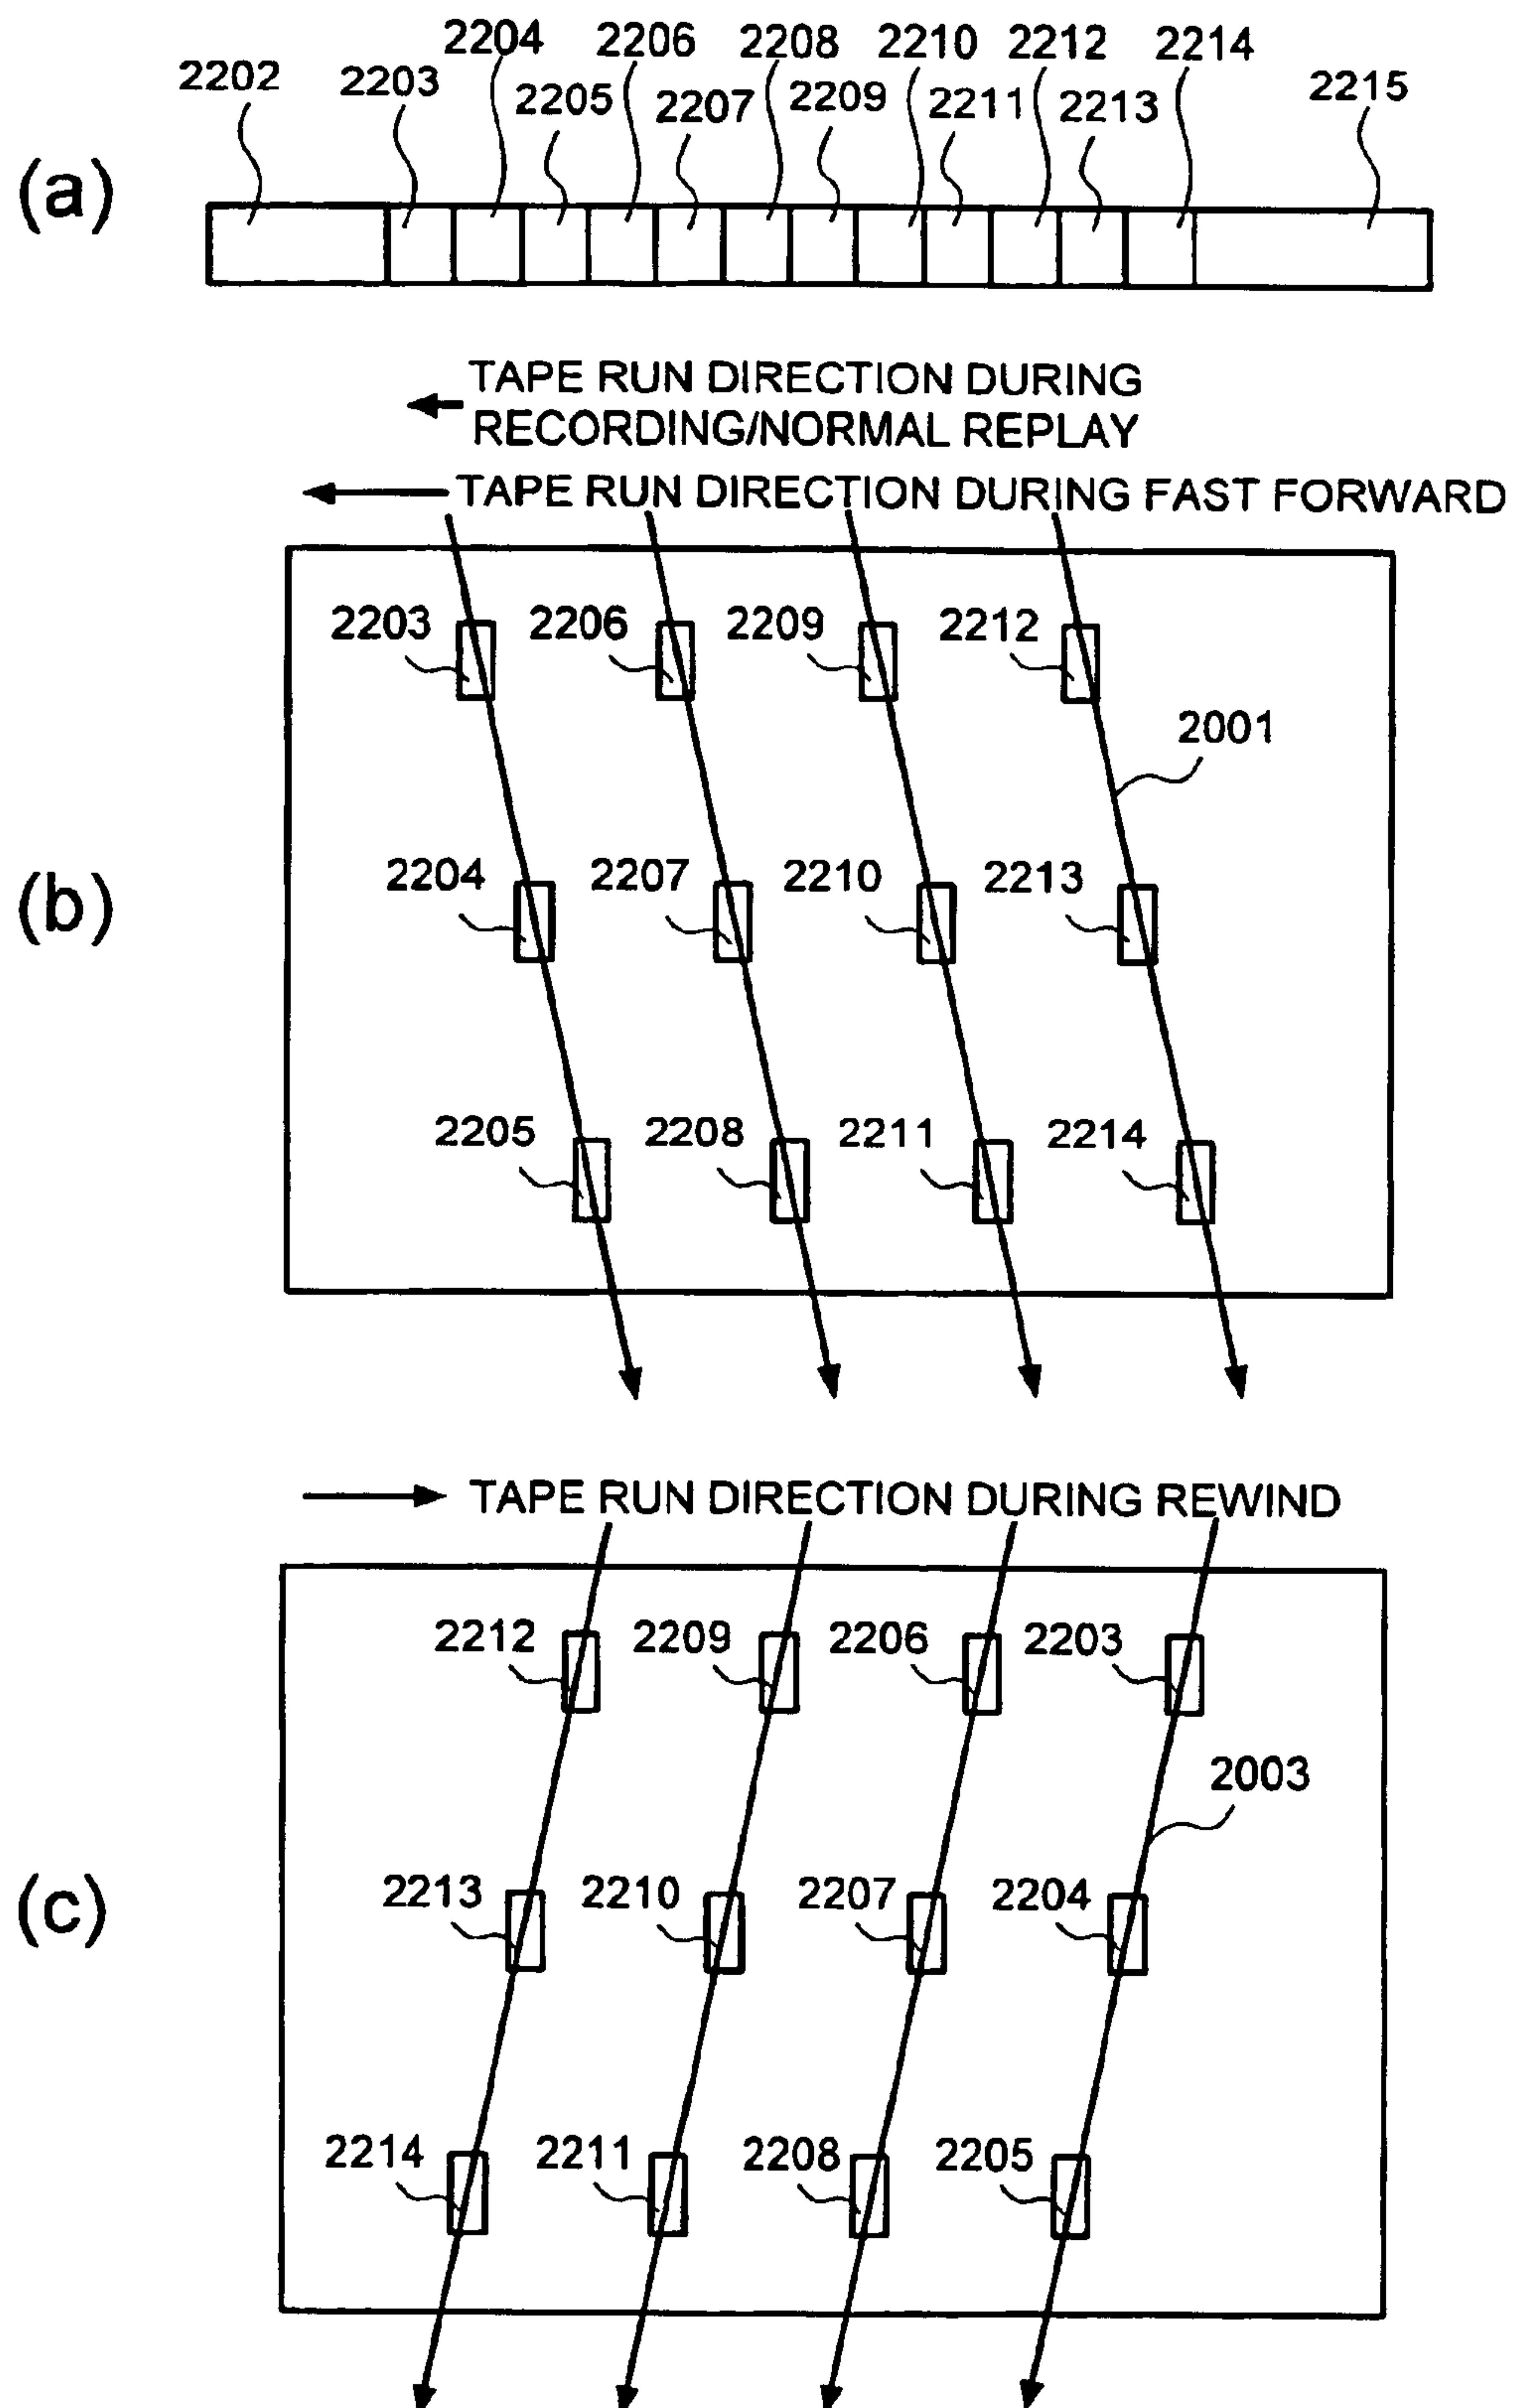 2204 2206 2208 2210 2212 2214
2202 2203 2205 2207 2209 2211 2213 2215
(a)
TAPE RUN DIRECTION DURING
RECORDING/NORMAL REPLAY
TAPE RUN DIRECTION DURING FAST FORWARD
2203 2206 2209 2212
2001
2204 2207 2210 2213
(b)
2205 2208 2211 2214
TAPE RUN DIRECTION DURING REWIND
2212 2209 2206 2203
2003
2213 2210 2207 2204
(c)
2214 2211 2208 2205